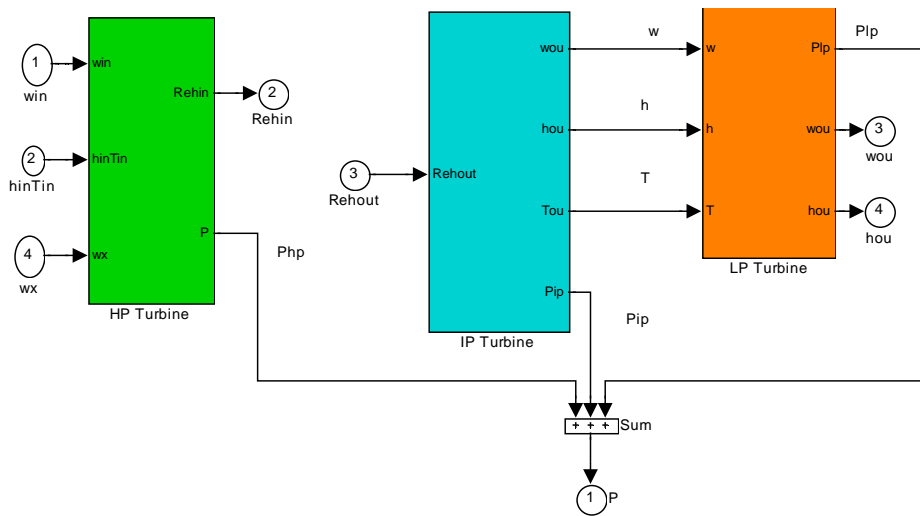 1
win
2
hinTin
4
wx
win
hinTin
wx
Rehin
P
HP Turbine
2
Rehin
Php
3
Rehout
Rehout
wou
hou
Tou
Pip
IP Turbine
w
h
T
w
h
T
Plp
wou
hou
LP Turbine
Plp
3
wou
4
hou
Pip
+ + +
Sum
1
P